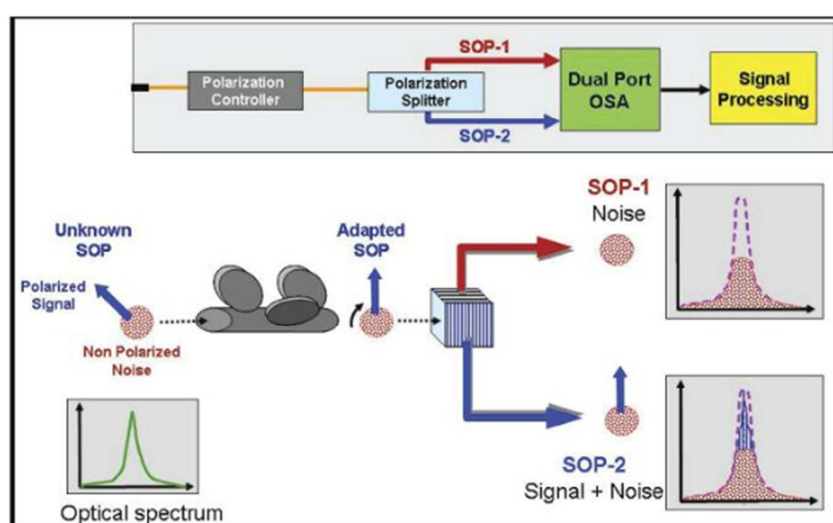 SOP-1
Polarization
Controller
Polarization
Splitter
Dual Port
OSA
Signal
Processing
SOP-2
SOP-1
Noise
Unknown
SOP
Adapted
SOP
Polarized
Signal
Non Polarized
Noise
SOP-2
Signal + Noise
Optical spectrum